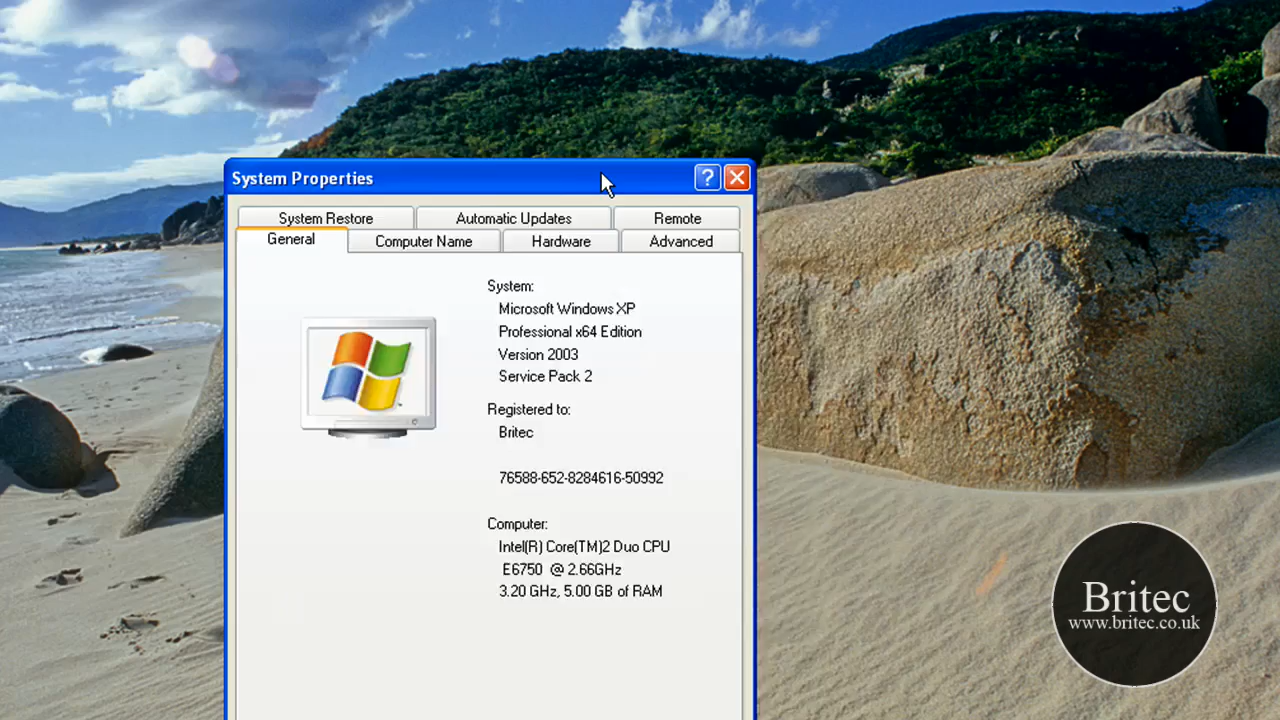 System Properties
?
System Restore
Automatic Updates
Remote
General
Computer Name
Hardware
Advanced
System:
Microsoft Windows XP
Professional x64 Edition
Version 2003
Service Pack 2
Registered to:
Britec
76588-652-8284616-50992
Computer:
Intel(R) Core(TM)2 Duo CPU
E6750 @ 2.66GHz
3.20 GHz, 5.00 GB of RAM
Britec
www.britec.co.uk